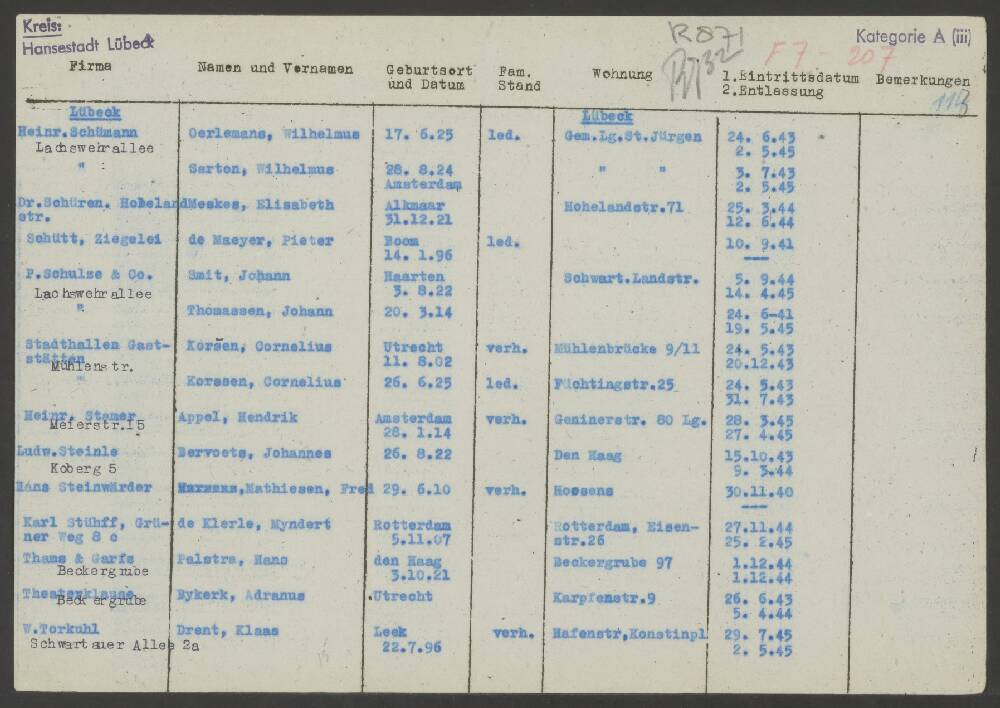 Kreis:
Hansestadt Lübeck
R 871
Kategorie A (iii)
F 7 - 207
Firma
Namen und Vernamen
Geburtsort und Datum
Fam. Stand
Wohnung
1.Eintrittsdatum
2.Entlassung
Bemerkungen
Lübeck
Lübeck
Heinr.Schümann Oerlemans, Wilhelmus 17. 6.25 led. Gem.Lg.St.Jürgen 24. 6.43
Lachswehrallee 2. 5.45
" Sarton, Wilhelmus 28. 8.24 " " 3. 7.43
Amsterdam 2. 5.45
Dr.Schüren. Hohelandstr. Meskes, Elisabeth Alkmaar Hohelandstr.71 25. 3.44
31.12.21 12. 6.44
Schütt, Ziegelei de Maeyer, Pieter Boom led. 10. 9.41
14. 1.96
P.Schulze & Co. Smit, Johann Haarten Schwart.Landstr. 5. 9.44
Lachswehrallee 3. 8.22 14. 4.45
" Thomassen, Johann 20. 3.14 24. 6-41
19. 5.45
Stadthallen Gast- Korsen, Cornelius Utrecht verh. Mühlenbrücke 9/11 24. 5.43
stätten 11. 8.02 20.12.43
Mühlenstr.
" Korssen, Cornelius 26. 6.25 led. Füchtingstr.25 24. 5.43
31. 7.43
Heinr. Stamer Appel, Hendrik Amsterdam verh. Geninerstr. 80 Lg. 28. 3.45
Meierstr.I5 28. 1.14 27. 4.45
Ludw.Steinle Bervoets, Johannes 26. 8.22 Den Haag 15.10.43
Koberg 5 9. 3.44
Hans Steinwärder Mathiesen, Fred 29. 6.10 verh. Hossens 30.11.40
Karl Stühff, Grü- de Klerle, Myndert Rotterdam Rotterdam, Eisen- 27.11.44
ner Weg 8 c 5.11.07 str.26 25. 2.45
Thams & Garfs Palstra, Hans den Haag Beckergrube 97 1.12.44
Beckergrube 3.10.21 1.12.44
Theaterklause Bykerk, Adranus .Utrecht Karpfenstr.9 26. 6.43
Beckergrube 5. 4.44
W.Torkuhl Drent, Klaas Leek verh. Hafenstr,Konstinpl 29. 7.45
Schwartauer Allee 2a 22.7.96 2. 5.45